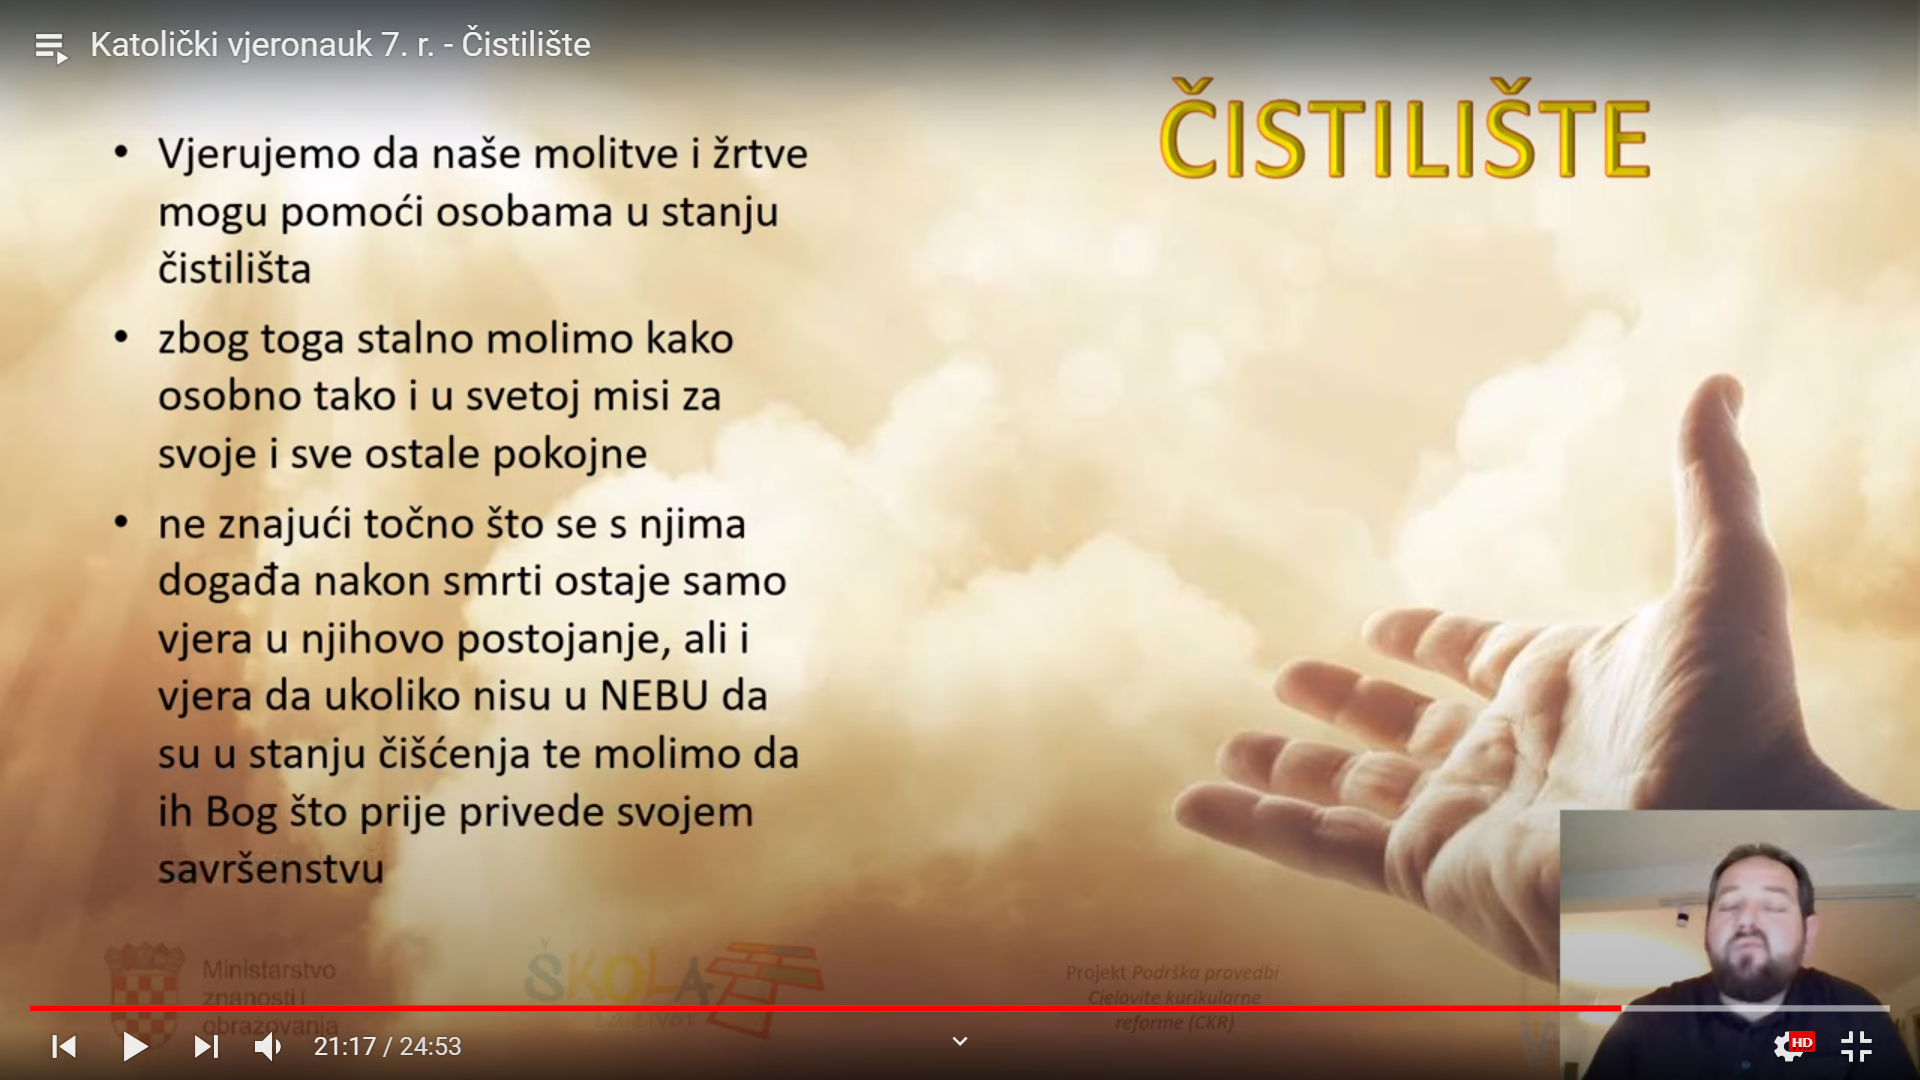 Katolički vjeronauk 7. r. - Čistilište
ČISTILIŠTE
• Vjerujemo da naše molitve i žrtve
mogu pomoći osobama u stanju
čistilišta
• zbog toga stalno molimo kako
osobno tako i u svetoj misi za
svoje i sve ostale pokojne
• ne znajući točno što se s njima
događa nakon smrti ostaje samo
vjera u njihovo postojanje, ali i
vjera da ukoliko nisu u NEBU da
su u stanju čišćenja te molimo da
ih Bog što prije privede svojem
savršenstvu
Ministarstvo
znanosti i
obrazovanja
ŠKOLA
Projekt Podrška provedbi
Cjelovite kurikularne
reforme (CKR)
21:17 / 24:53
HD